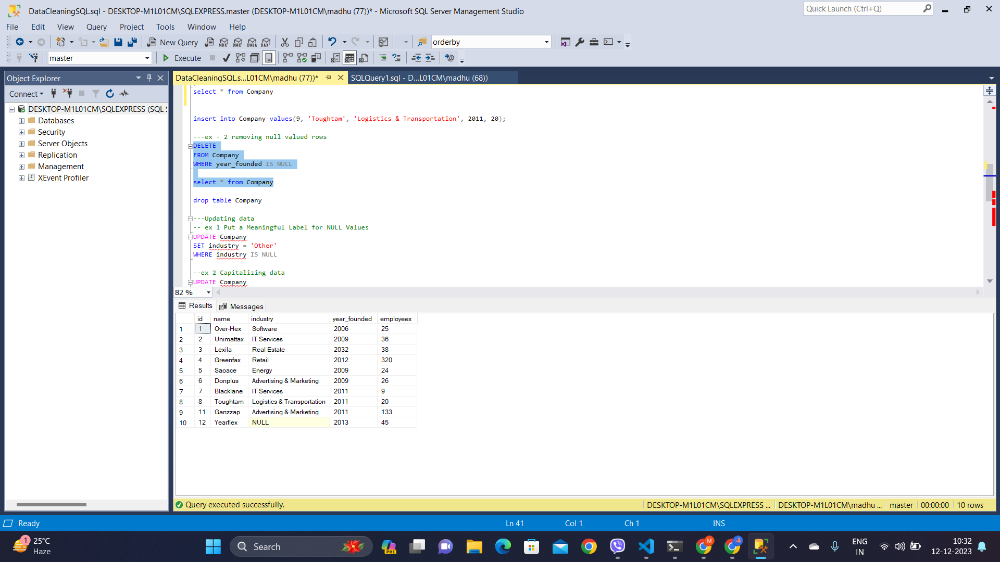 DataCleaningSQL.sql - DESKTOP-M1L01CM\SQLEXPRESS.master (DESKTOP-M1L01CM\madhu (77))* - Microsoft SQL Server Management Studio
Quick Launch (Ctrl+Q)
File Edit View Query Project Tools Window Help
New Query MDX DMX XMLA DAX orderby
master Execute
Object Explorer
DataCleaningSQL.s...L01CM\madhu (77))* SQLQuery1.sql - D...L01CM\madhu (68))
Connect
DESKTOP-M1L01CM\SQLEXPRESS (SQL S
Databases
Security
Server Objects
Replication
Management
XEvent Profiler
select * from Company
insert into Company values(9, 'Toughtam', 'Logistics & Transportation', 2011, 20);
---ex - 2 removing null valued rows
DELETE
FROM Company
WHERE year_founded IS NULL
select * from Company
drop table Company
---Updating data
-- ex 1 Put a Meaningful Label for NULL Values
UPDATE Company
SET industry = 'Other'
WHERE industry IS NULL
--ex 2 Capitalizing data
UPDATE Company
82 %
Results Messages
id name industry year_founded employees
1 1 Over-Hex Software 2006 25
2 2 Unimattax IT Services 2009 36
3 3 Lexila Real Estate 2032 38
4 4 Greenfax Retail 2012 320
5 5 Saoace Energy 2009 24
6 6 Donplus Advertising & Marketing 2009 26
7 7 Blacklane IT Services 2011 9
8 8 Toughtam Logistics & Transportation 2011 20
9 11 Ganzzap Advertising & Marketing 2011 133
10 12 Yearflex NULL 2013 45
Query executed successfully. DESKTOP-M1L01CM\SQLEXPRESS ... DESKTOP-M1L01CM\madhu ... master 00:00:00 10 rows
Ready Ln 41 Col 1 Ch 1 INS
1 25°C
Haze
Search
PRE
M
ENG
IN
10:32
12-12-2023